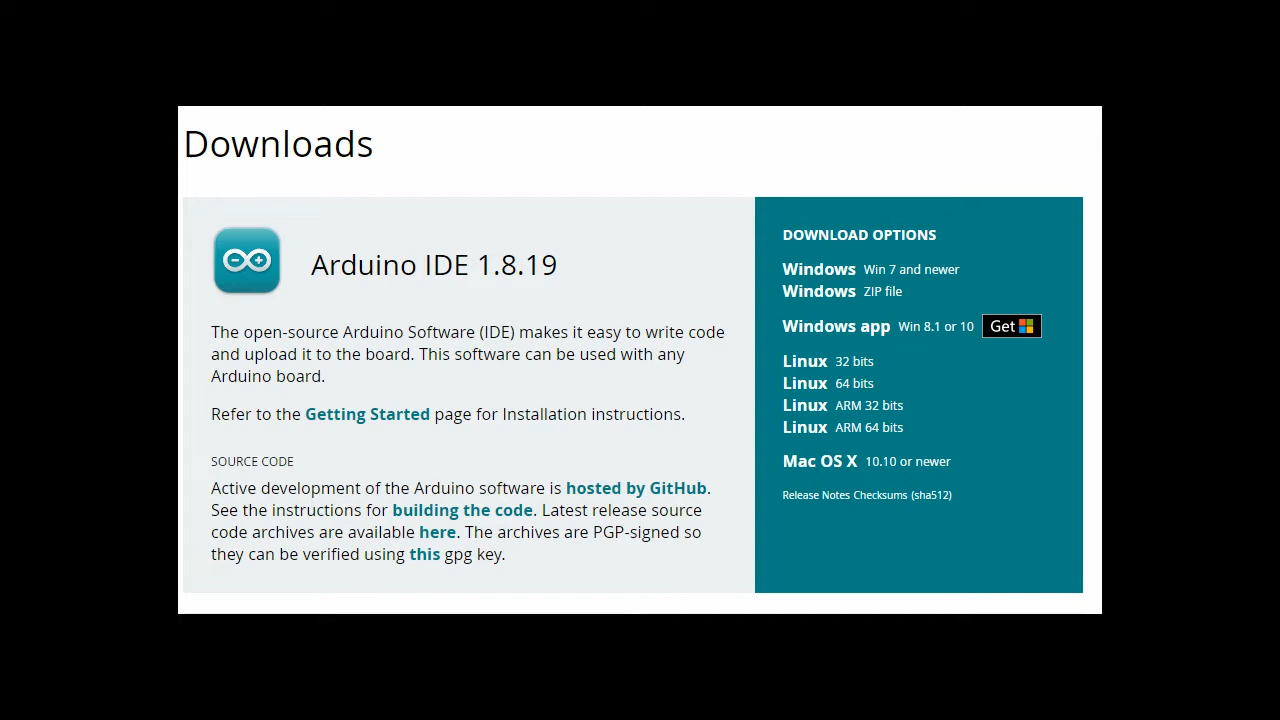 Downloads
Arduino IDE 1.8.19
The open-source Arduino Software (IDE) makes it easy to write code
and upload it to the board. This software can be used with any
Arduino board.
Refer to the Getting Started page for Installation instructions.
SOURCE CODE
Active development of the Arduino software is hosted by GitHub.
See the instructions for building the code. Latest release source
code archives are available here. The archives are PGP-signed so
they can be verified using this gpg key.
DOWNLOAD OPTIONS
Windows Win 7 and newer
Windows ZIP file
Windows app Win 8.1 or 10 Get
Linux 32 bits
Linux 64 bits
Linux ARM 32 bits
Linux ARM 64 bits
Mac OS X 10.10 or newer
Release Notes Checksums (sha512)